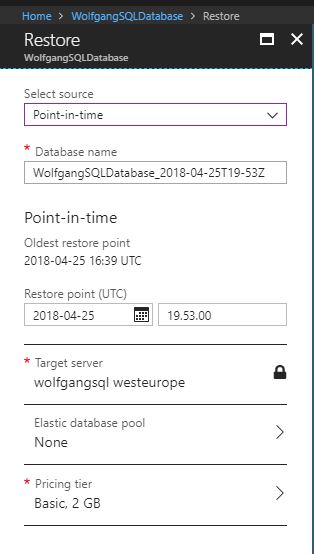 Home > WolfgangSQLDatabase > Restore
Restore
WolfgangSQLDatabase
Select source
Point-in-time
* Database name
WolfgangSQLDatabase_2018-04-25T19-53Z
Point-in-time
Oldest restore point
2018-04-25 16:39 UTC
Restore point (UTC)
2018-04-25 19.53.00
* Target server
wolfgangsql westeurope
Elastic database pool
None
* Pricing tier
Basic, 2 GB